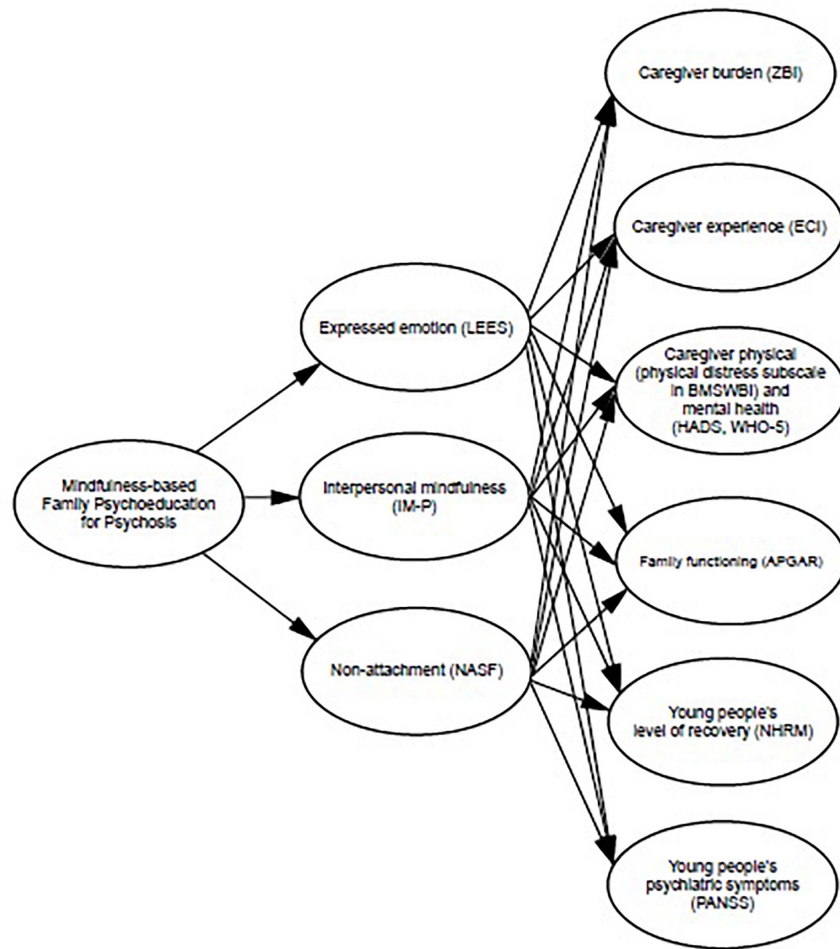 Mindfulness-based
Family Psychoeducation
for Psychosis
Expressed emotion (LEES)
Interpersonal mindfulness
(IM-P)
Non-attachment (NASF)
Caregiver burden (ZBI)
Caregiver experience (ECI)
Caregiver physical
(physical distress subscale
in BMSWBI) and
mental health
(HADS, WHO-5)
Family functioning (APGAR)
Young people's
level of recovery (NHRM)
Young people's
psychiatric symptoms
(PANSS)